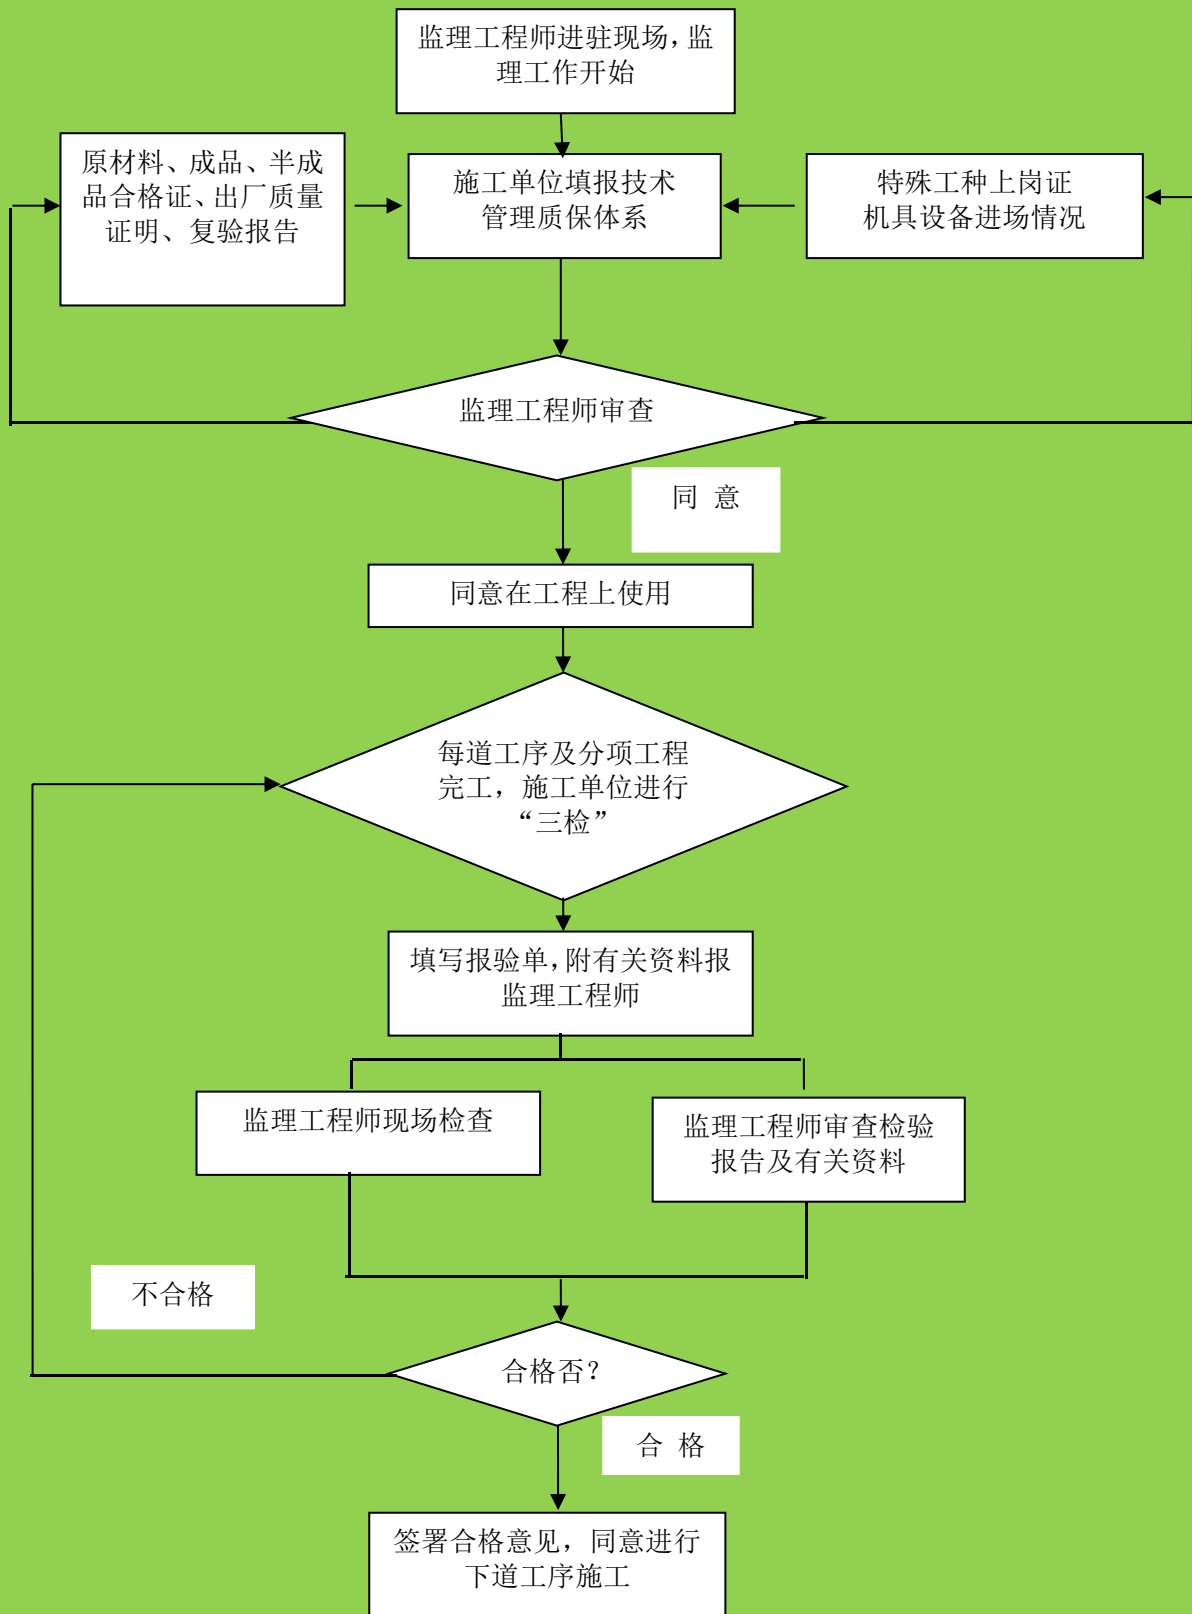 监理工程师进驻现场，监
理工作开始
原材料、成品、半成
品合格证、出厂质量
证明、复验报告
施工单位填报技术
管理质保体系
特殊工种上岗证
机具设备进场情况
监理工程师审查
同 意
同意在工程上使用
每道工序及分项工程
完工，施工单位进行
“三检”
填写报验单，附有关资料报
监理工程师
监理工程师现场检查
监理工程师审查检验
报告及有关资料
不合格
合格否？
合 格
签署合格意见，同意进行
下道工序施工